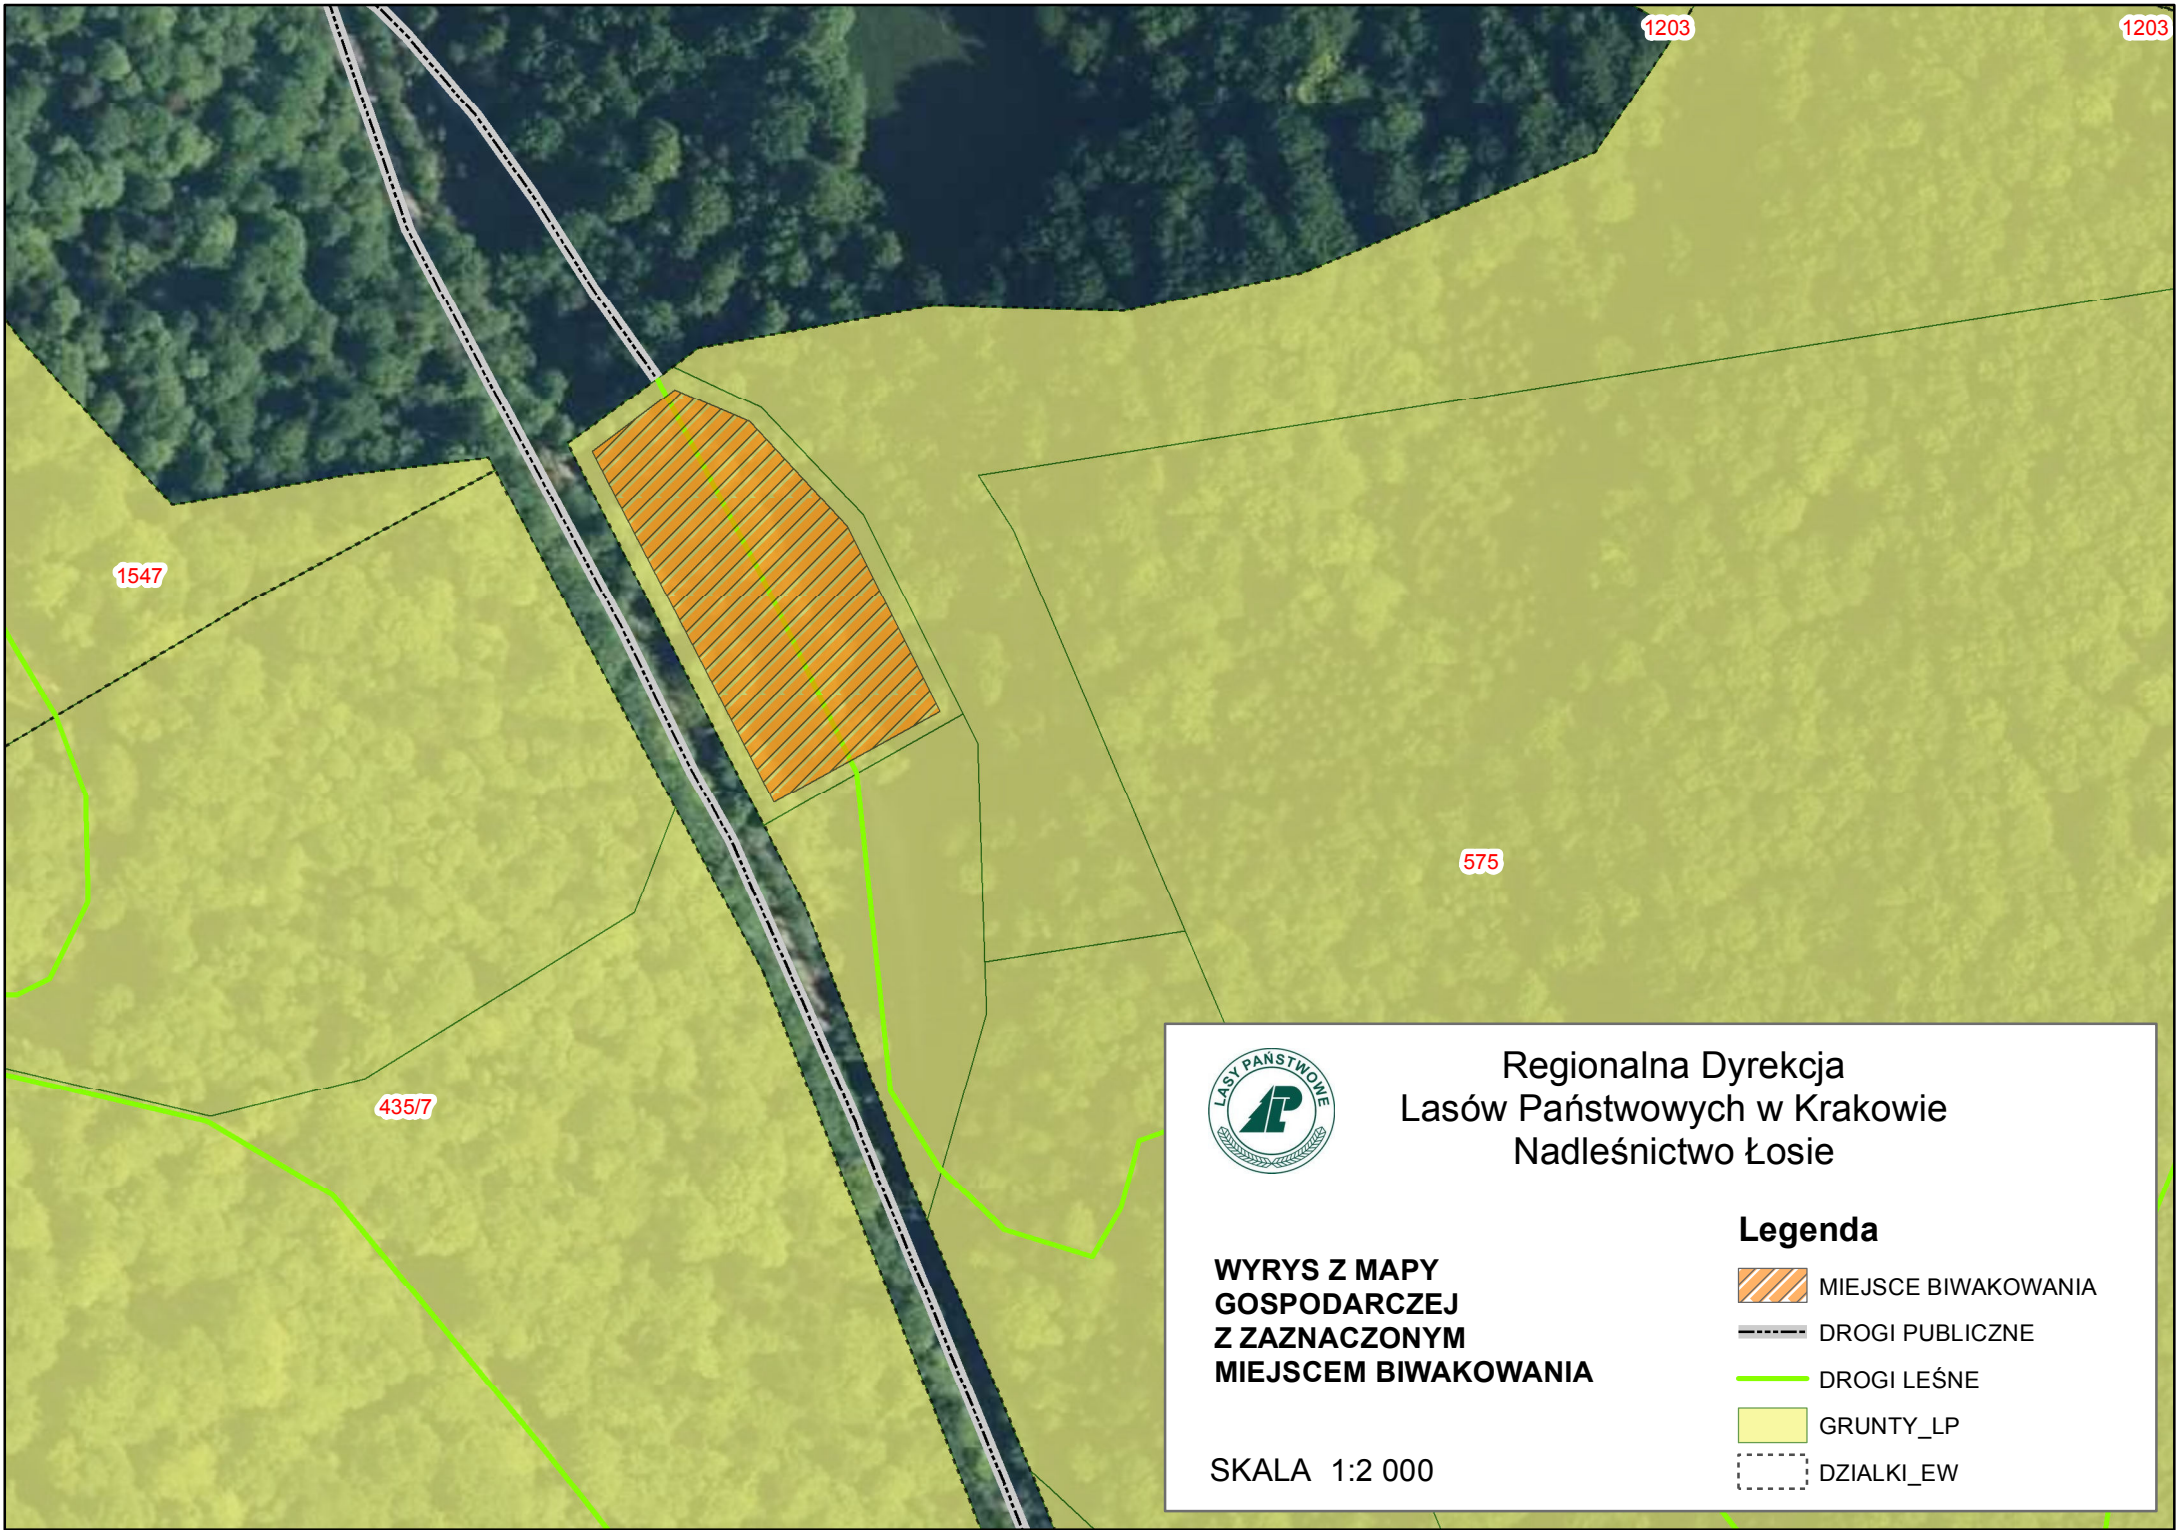 1203
1203
1547
575
435/7
LASY PAŃSTWOWE
Regionalna Dyrekcja
Lasów Państwowych w Krakowie
Nadleśnictwo Łosie
WYRYS Z MAPY
GOSPODARCZEJ
Z ZAZNACZONYM
MIEJSCEM BIWAKOWANIA
SKALA 1:2 000
Legenda
MIEJSCE BIWAKOWANIA
DROGI PUBLICZNE
DROGI LEŚNE
GRUNTY_LP
DZIALKI_EW